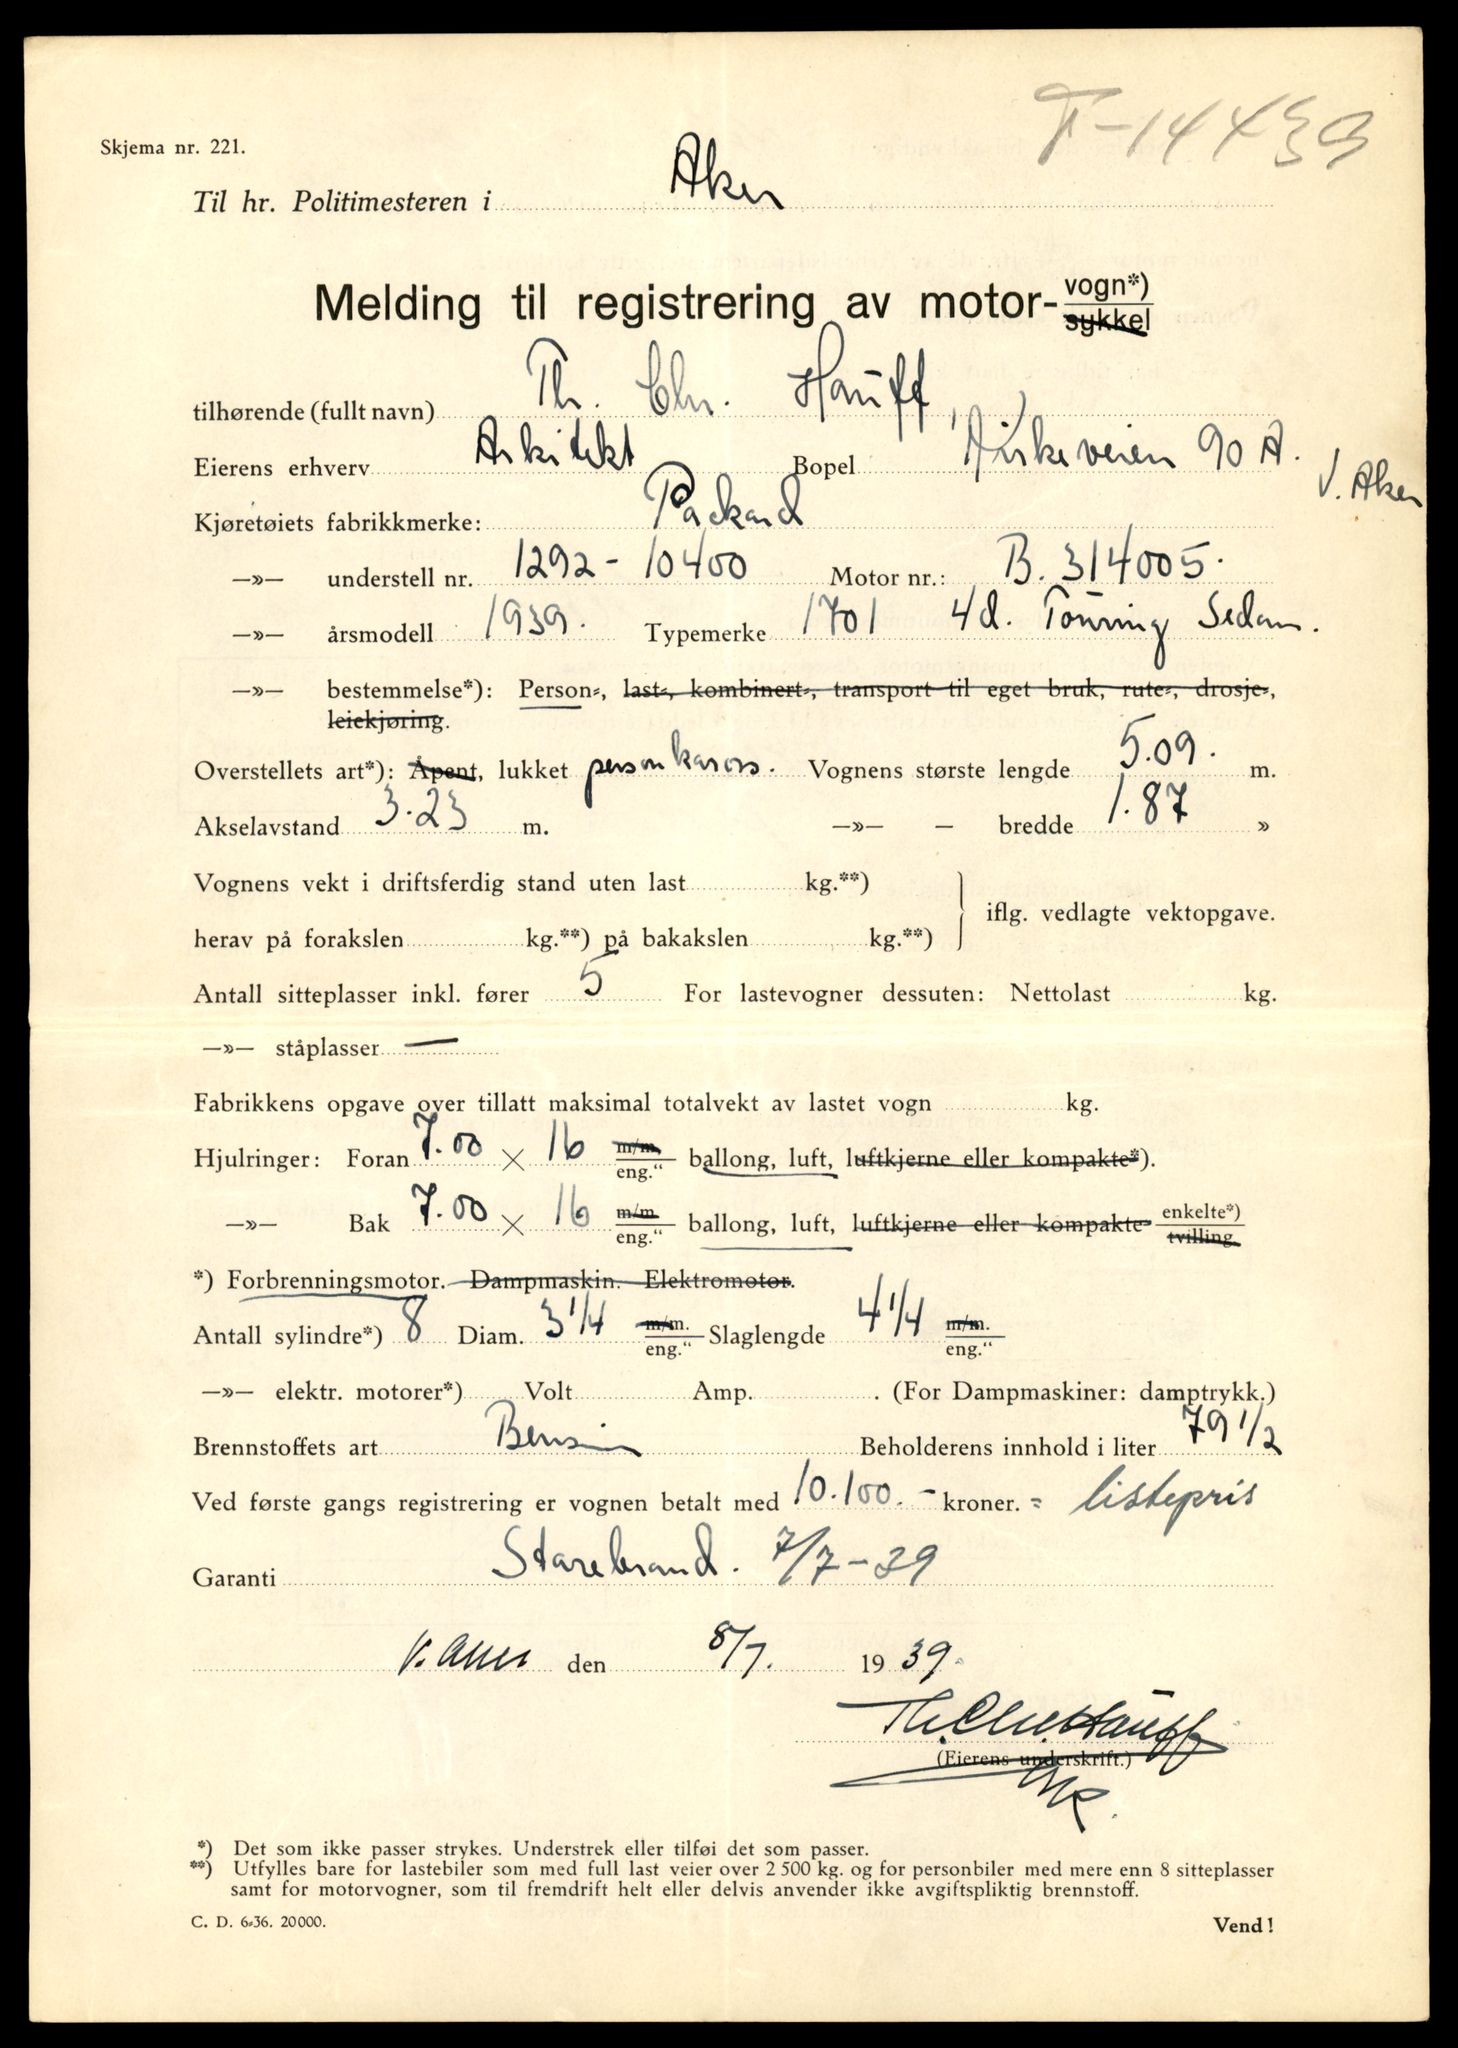 F-14439
Skjema nr. 221.
Til hr. Politimesteren i Aker
Melding til registrering av motor-vogn*)
sykkel
tilhørende (fullt navn) Th. Chr. Hauff,
Eierens erhverv Arkitekt Bopel Kirkeveien 90 A.
V. Aker
Kjøretøiets fabrikkmerke: Packard
—»— understell nr. 1292 - 10400 Motor nr.: B. 314005.
—»— årsmodell 1939. Typemerke 1701 4d. Touring Sedan.
—»— bestemmelse*): Person-, last-, kombinert-, transport til eget bruk, rute-, drosje-,
leiekjøring.
Overstellets art*): Åpent, lukket personkaross. Vognens største lengde 5.09. m.
Akselavstand 3.23 m. —»— — bredde 1.87 »
Vognens vekt i driftsferdig stand uten last kg.**)
iflg. vedlagte vektopgave.
herav på forakslen kg.**) på bakakslen kg.**)
Antall sitteplasser inkl. fører 5 For lastevogner dessuten: Nettolast kg.
—»— ståplasser —
Fabrikkens opgave over tillatt maksimal totalvekt av lastet vogn kg.
Hjulringer: Foran 7.00 × 16 m/m. eng.“ ballong, luft, luftkjerne eller kompakte*).
—»— Bak 7.00 × 16 m/m eng.“ ballong, luft, luftkjerne eller kompakte- enkelte*) tvilling.
*) Forbrenningsmotor. Dampmaskin. Elektromotor.
Antall sylindre*) 8 Diam. 3 1/4 m/m. eng.“ Slaglengde 4 1/4 m/m. eng.“
—»— elektr. motorer*) Volt Amp. . (For Dampmaskiner: damptrykk.)
Brennstoffets art Bensin Beholderens innhold i liter 79 1/2
Ved første gangs registrering er vognen betalt med 10.100.- kroner. = listepris
Garanti Storebrand. 7/7-39
V. Aker den 8/7. 1939.
Th. Chr. Hauff
(Eierens underskrift.)
*) Det som ikke passer strykes. Understrek eller tilføi det som passer.
**) Utfylles bare for lastebiler som med full last veier over 2 500 kg. og for personbiler med mere enn 8 sitteplasser
samt for motorvogner, som til fremdrift helt eller delvis anvender ikke avgiftspliktig brennstoff.
C. D. 6-36. 20000.
Vend!